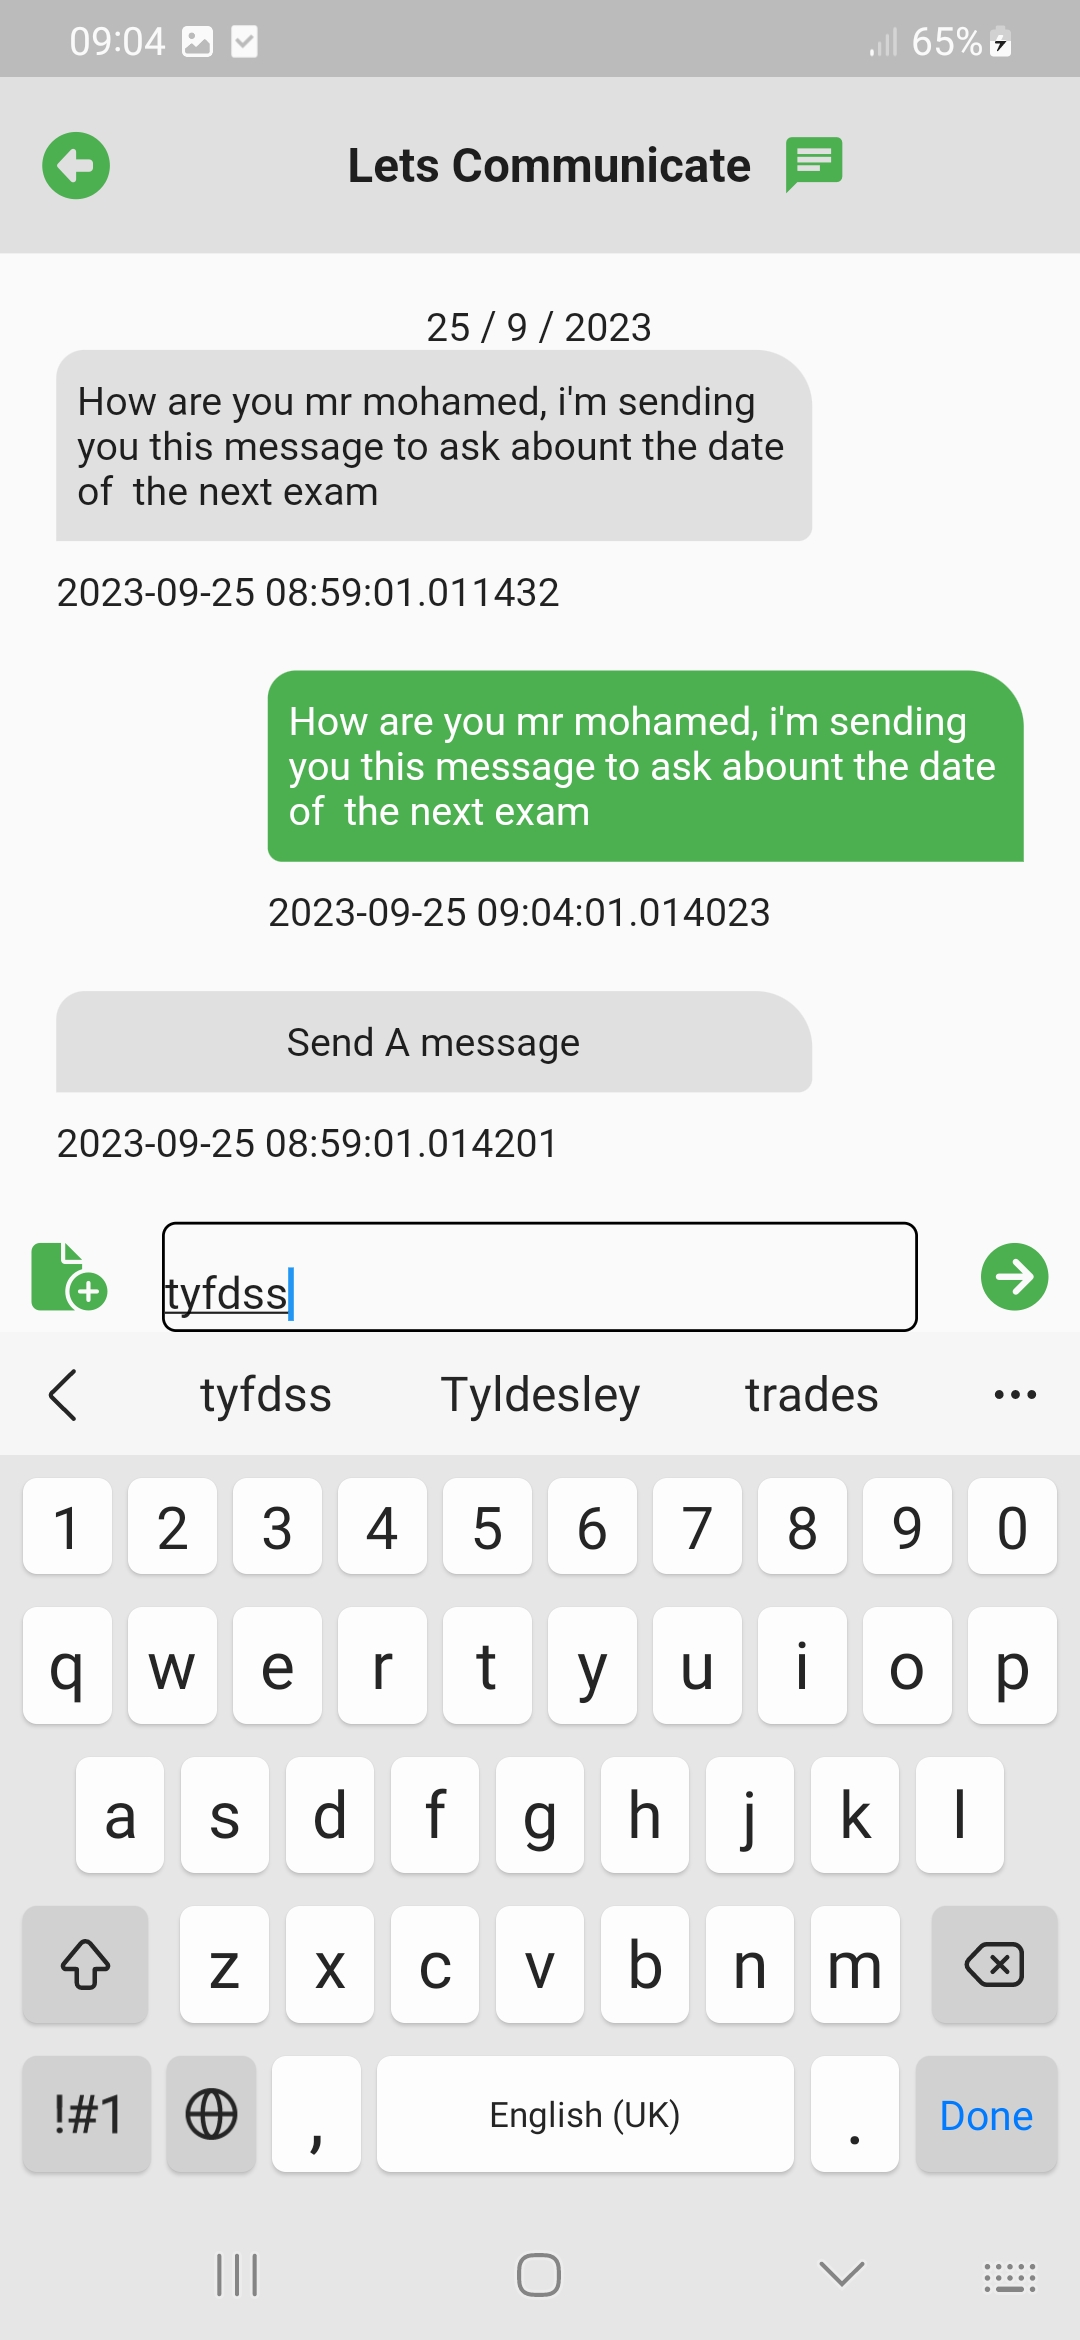 09:04
65%
Lets Communicate
25 / 9 / 2023
How are you mr mohamed, i'm sending
you this message to ask abount the date
of  the next exam
2023-09-25 08:59:01.011432
How are you mr mohamed, i'm sending
you this message to ask abount the date
of  the next exam
2023-09-25 09:04:01.014023
Send A message
2023-09-25 08:59:01.014201
tyfdss
tyfdss Tyldesley trades
1 2 3 4 5 6 7 8 9 0
q w e r t y u i o p
a s d f g h j k l
z x c v b n m
!#1 , English (UK) . Done